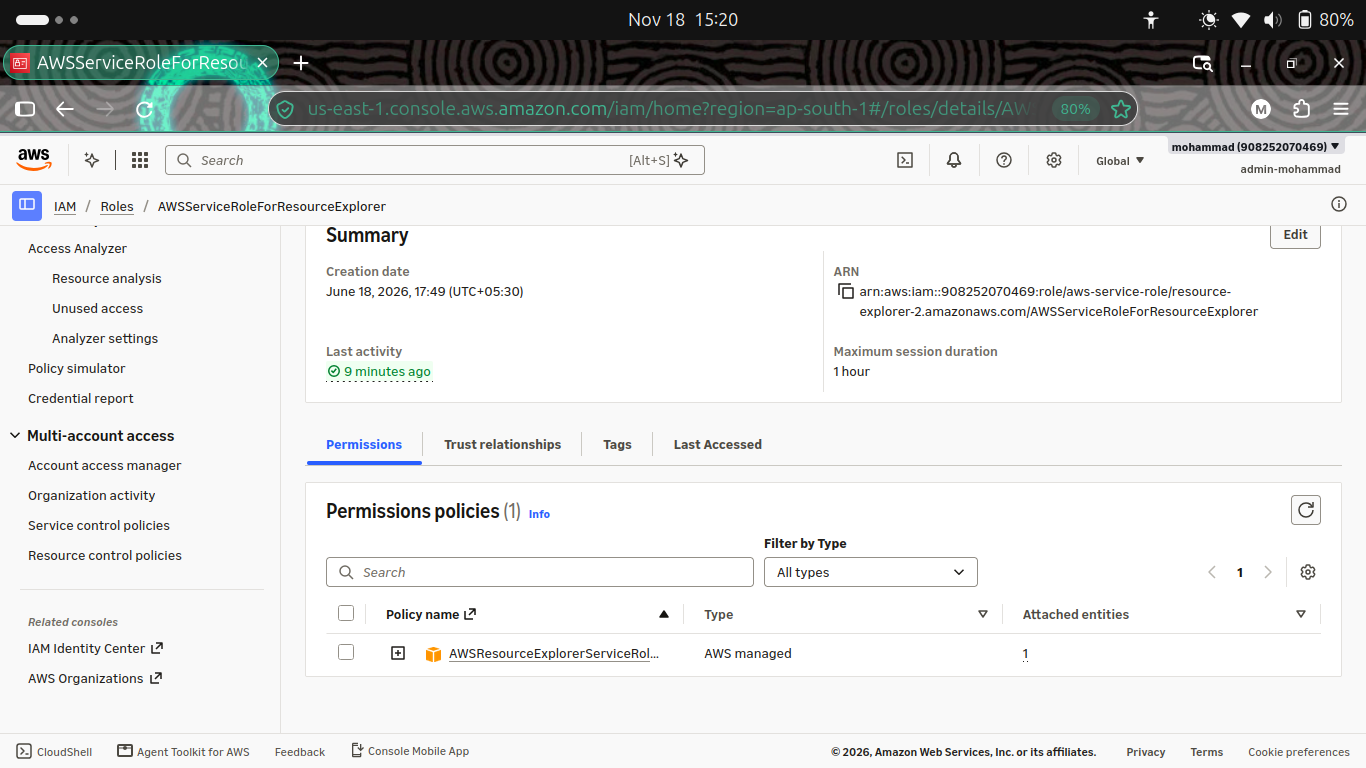 Nov 18 15:20
80%
AWSServiceRoleForResou
us-east-1.console.aws.amazon.com/iam/home?region=ap-south-1#/roles/details/AW
80%
M
aws
Search
[Alt+S]
Global
mohammad (908252070469)
admin-mohammad
IAM / Roles / AWSServiceRoleForResourceExplorer
Access Analyzer
Resource analysis
Unused access
Analyzer settings
Policy simulator
Credential report
Multi-account access
Account access manager
Organization activity
Service control policies
Resource control policies
Related consoles
IAM Identity Center
AWS Organizations
Summary
Edit
Creation date
June 18, 2026, 17:49 (UTC+05:30)
ARN
arn:aws:iam::908252070469:role/aws-service-role/resource-
explorer-2.amazonaws.com/AWSServiceRoleForResourceExplorer
Last activity
9 minutes ago
Maximum session duration
1 hour
Permissions
Trust relationships
Tags
Last Accessed
Permissions policies (1) Info
Filter by Type
Search
All types
1
Policy name
Type
Attached entities
AWSResourceExplorerServiceRol...
AWS managed
1
CloudShell
Agent Toolkit for AWS
Feedback
Console Mobile App
© 2026, Amazon Web Services, Inc. or its affiliates.
Privacy
Terms
Cookie preferences